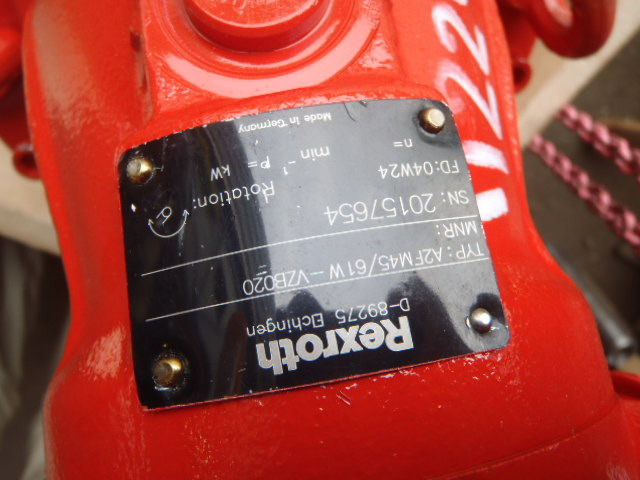 Rexroth
D-89275 Elchingen
TYP: A2FM45/61W-VZB020
MNR:
SN: 20157654
FD: 04W24 Rotation:
n= min⁻¹ P= kW
Made in Germany